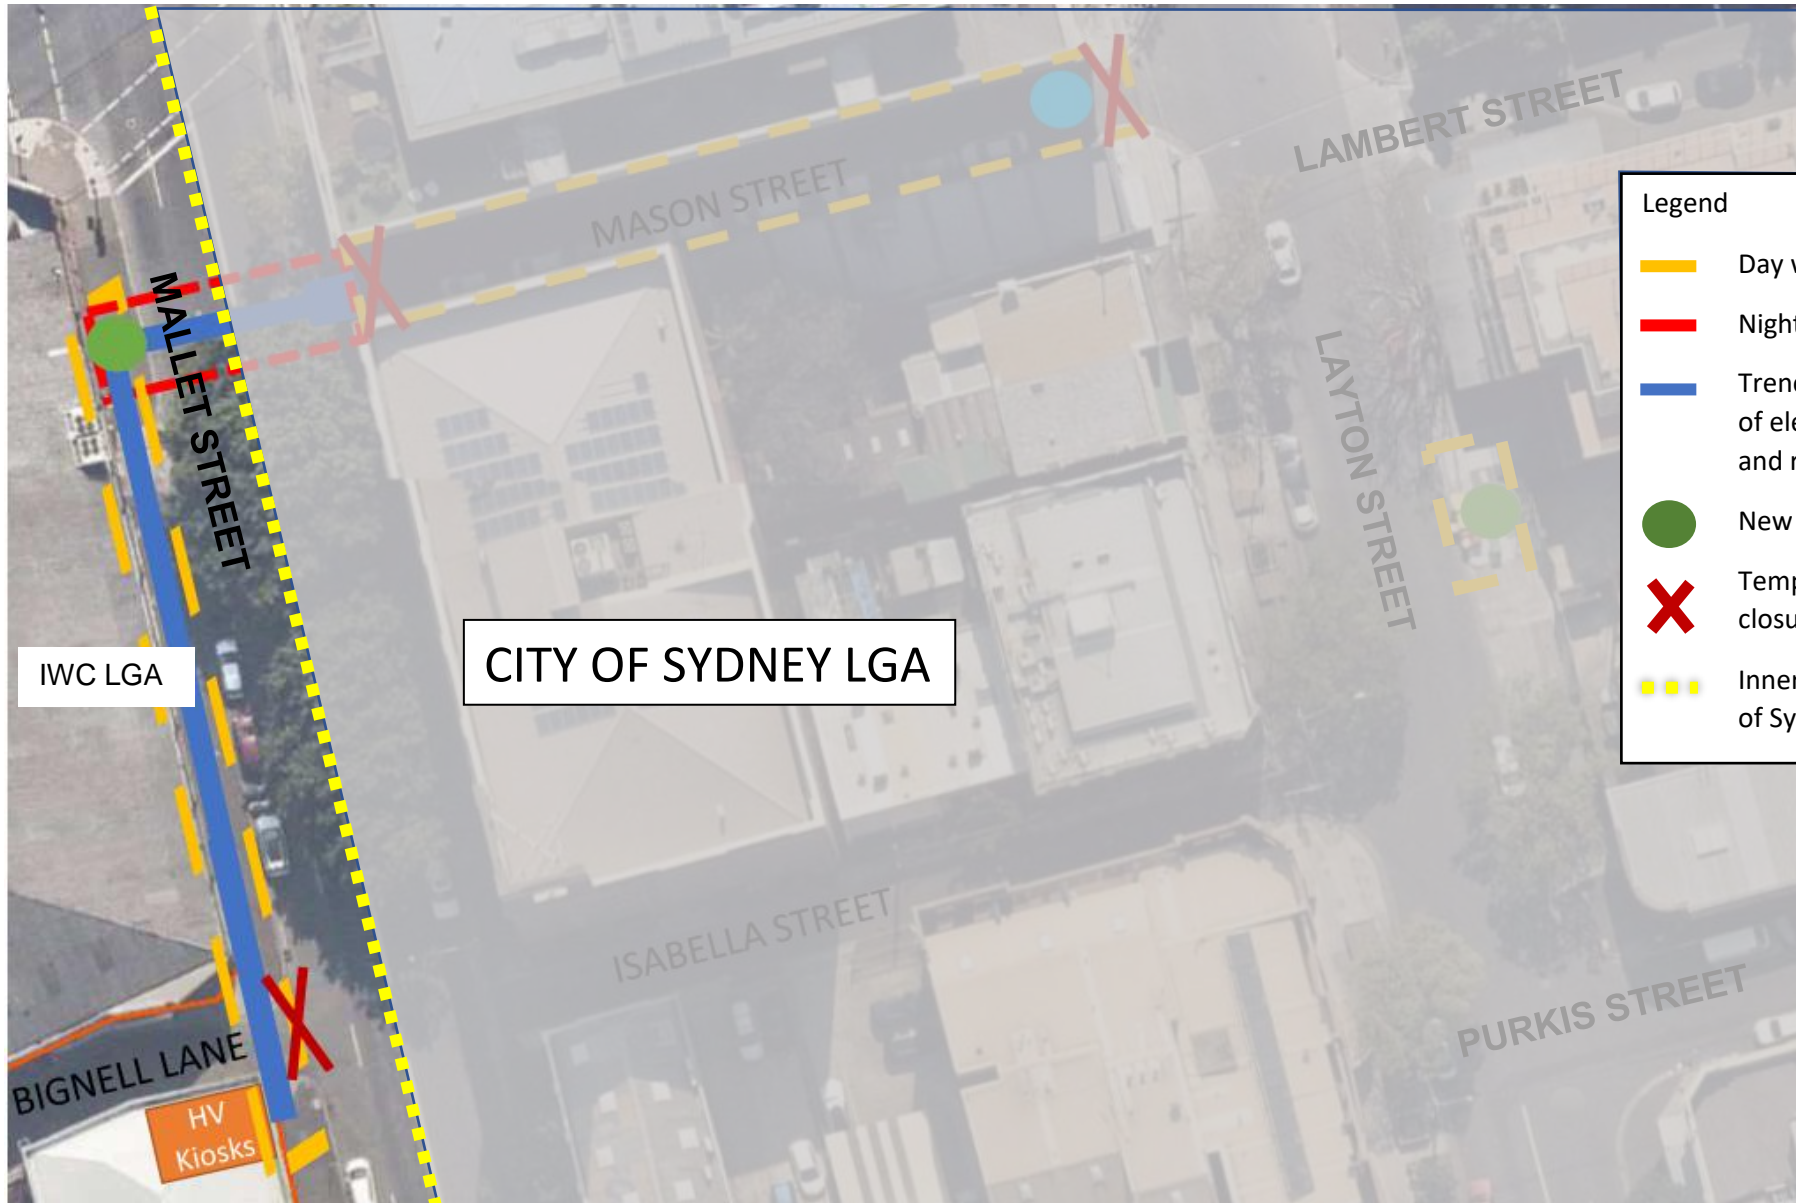 LAMBERT STREET
MASON STREET
MALLET STREET
LAYTON STREET
Legend
Day
Night
Trenc
of ele
and r
New
Temp
closu
Inner
of Sy
IWC LGA
CITY OF SYDNEY LGA
ISABELLA STREET
PURKIS STREET
BIGNELL LANE
HV
Kiosks